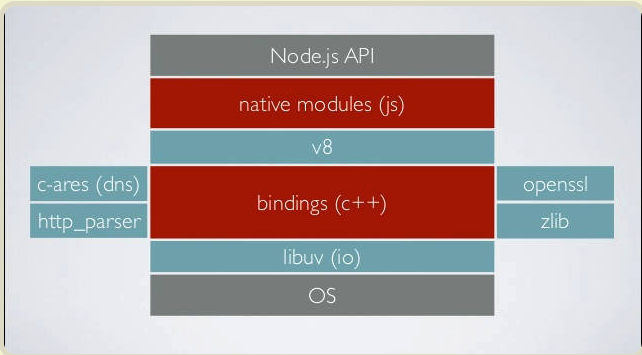 Node.js API
native modules (js)
v8
c-ares (dns)
http_parser
bindings (c++)
openssl
zlib
libuv (io)
OS